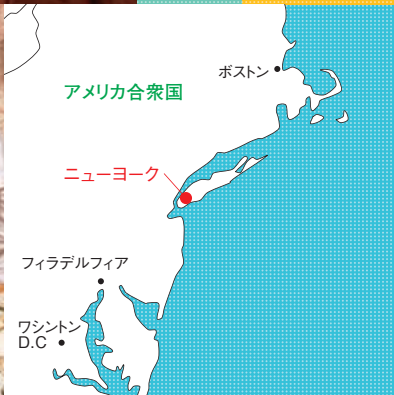 ボストン
アメリカ合衆国
ニューヨーク
フィラデルフィア
ワシントン
D.C